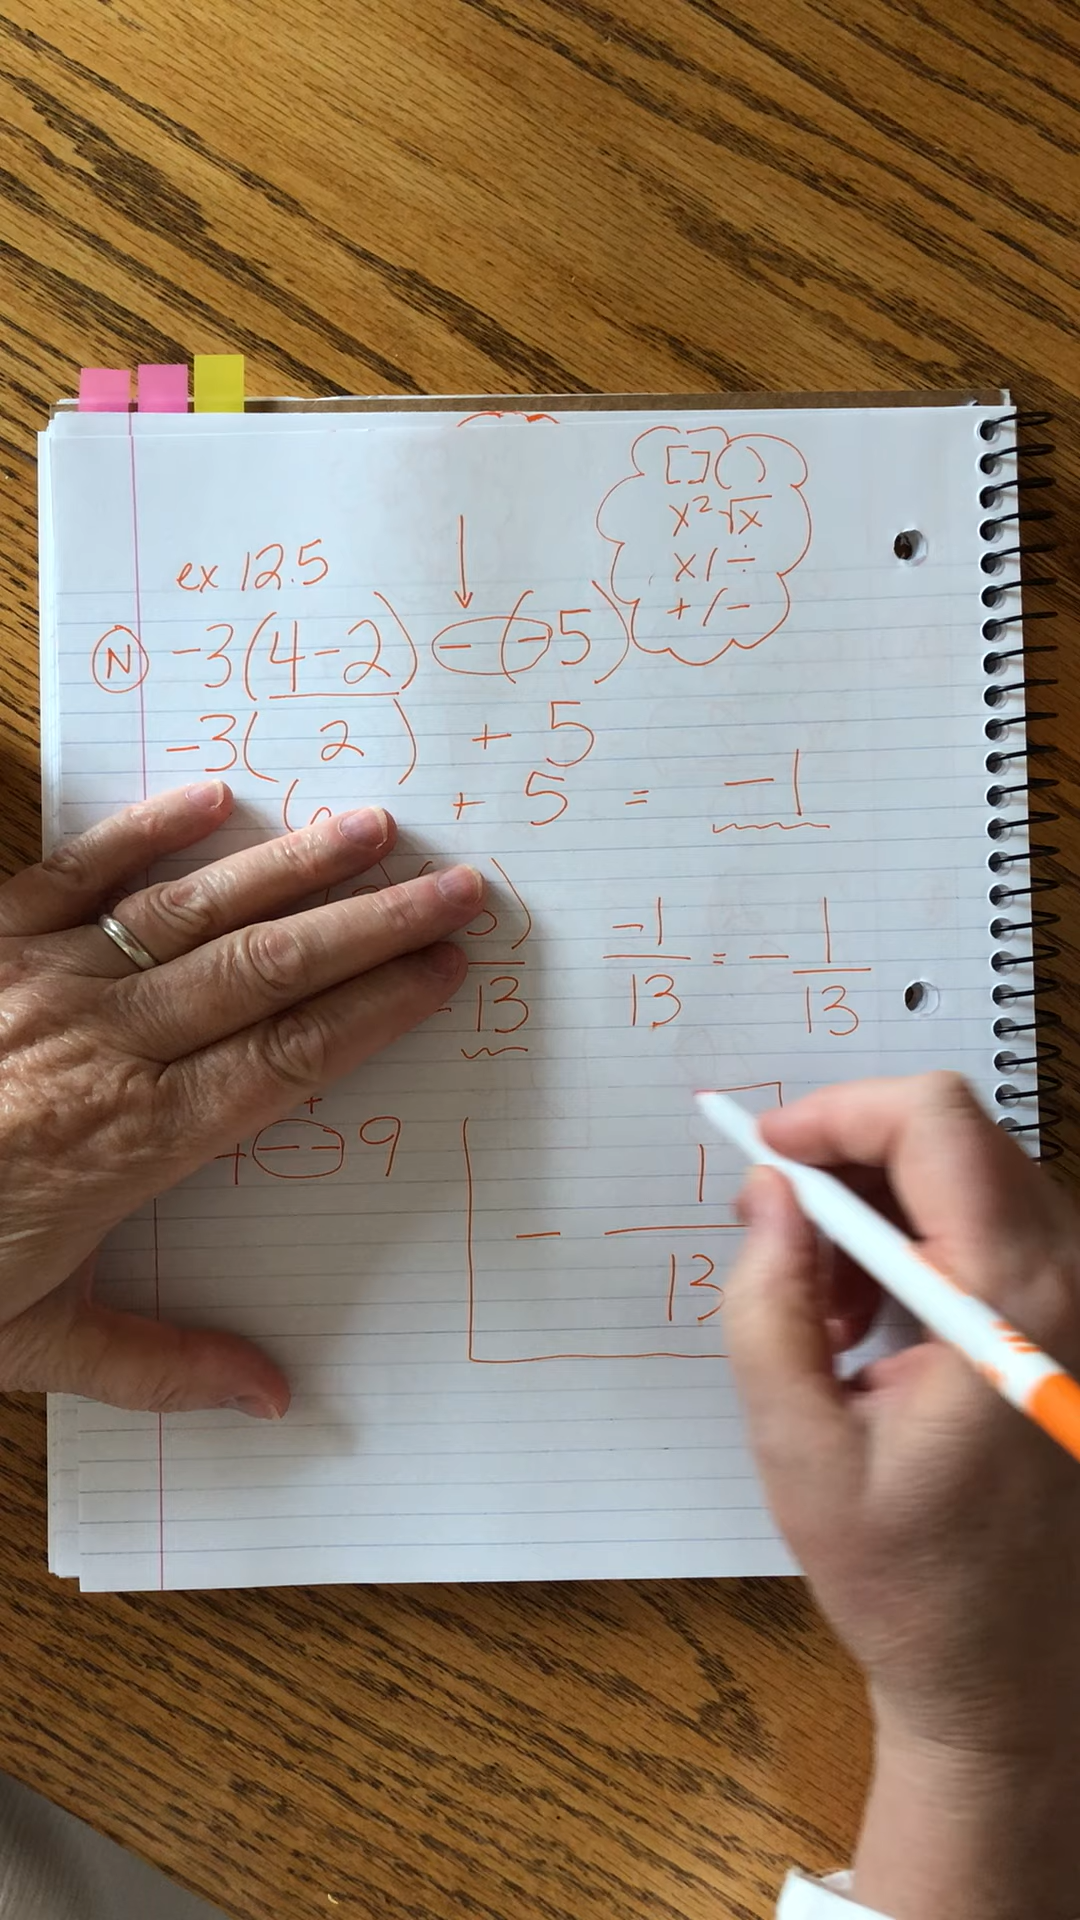 [] ( )
x² √x
x / ÷
+ / -
ex 12.5
N -3(4-2) - (-5)
-3( 2 ) + 5
6 + 5 = -1
-1/13 = - 1/13
13
+
-- 9
- 1/13